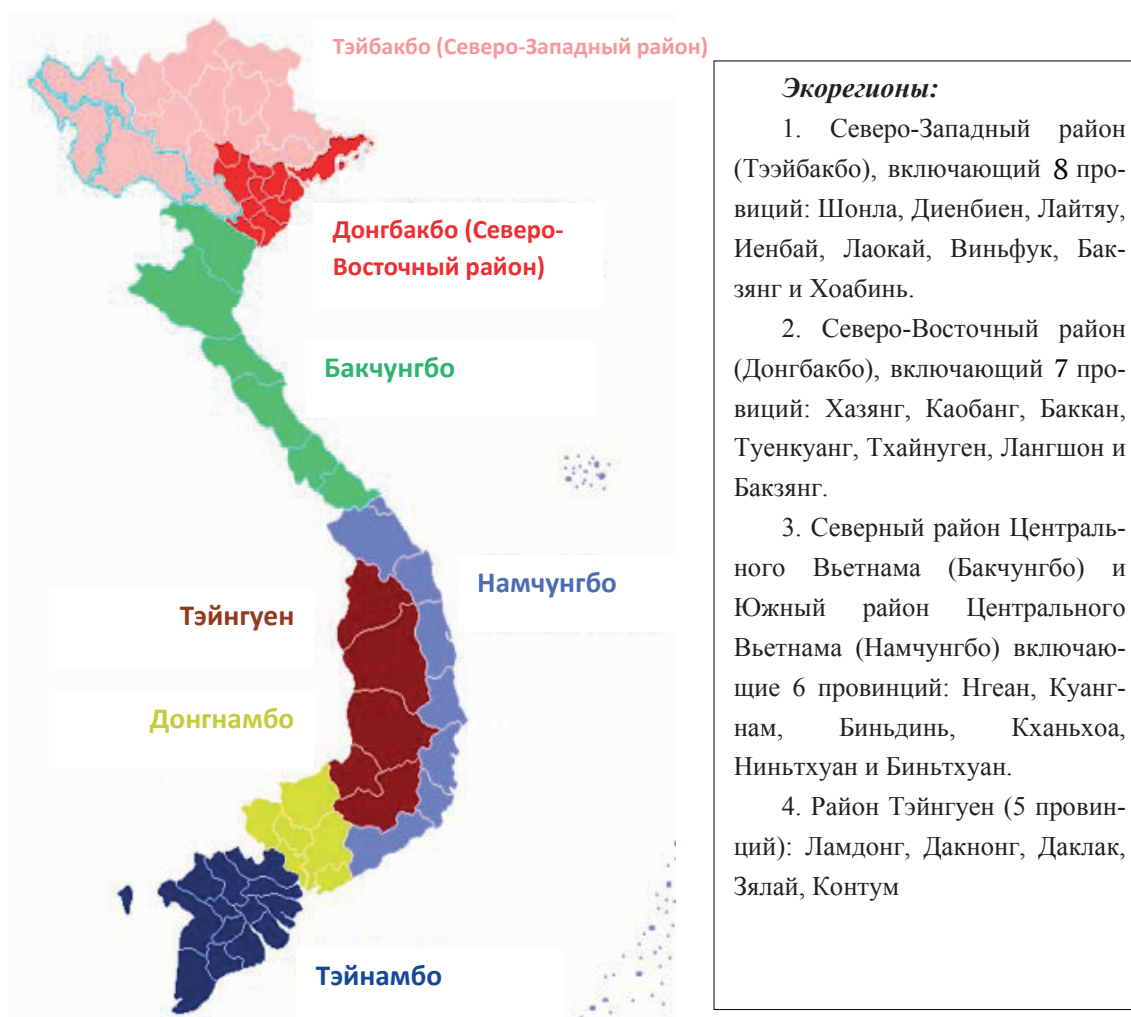 Тэйбакбо (Северо-Западный район)
Донгбакбо (Северо-
Восточный район)
Бакчунгбо
Намчунгбо
Тэйнгуен
Донгнамбо
Тэйнамбо
Экорегионы:
1. Северо-Западный район
(Тээйбакбо), включающий 8 про-
виций: Шонла, Диенбиен, Лайтяу,
Иенбай, Лаокай, Виньфук, Бак-
зянг и Хоабинь.
2. Северо-Восточный район
(Донгбакбо), включающий 7 про-
виций: Хазянг, Каобанг, Баккан,
Туенкуанг, Тхайнуген, Лангшон и
Бакзянг.
3. Северный район Централь-
ного Вьетнама (Бакчунгбо) и
Южный район Центрального
Вьетнама (Намчунгбо) включаю-
щие 6 провинций: Нгеан, Куанг-
нам, Биньдинь, Кханьхоа,
Ниньтхуан и Биньтхуан.
4. Район Тэйнгуен (5 провин-
ций): Ламдонг, Дакнонг, Даклак,
Зялай, Контум